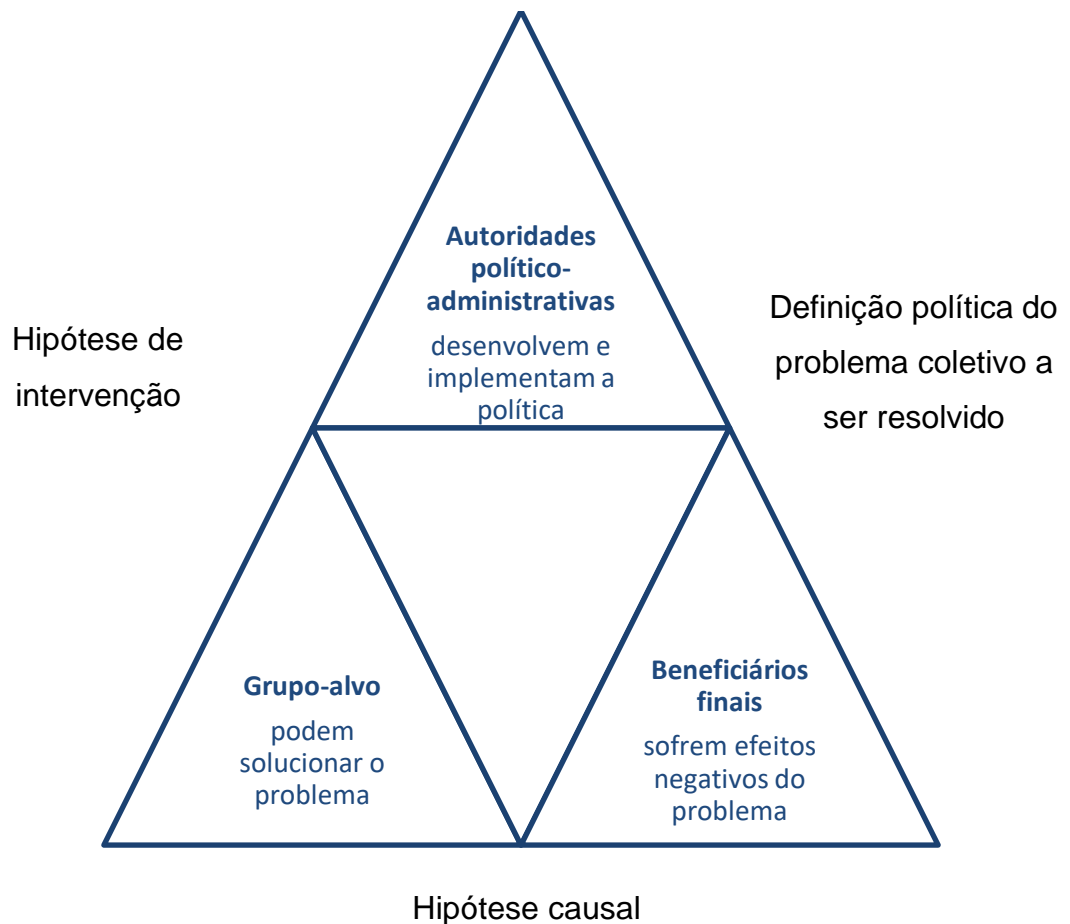 Autoridades
político-
administrativas
desenvolvem e
implementam a
política
Hipótese de
intervenção
Definição política do
problema coletivo a
ser resolvido
Grupo-alvo
podem
solucionar o
problema
Beneficiários
finais
sofrem efeitos
negativos do
problema
Hipótese causal